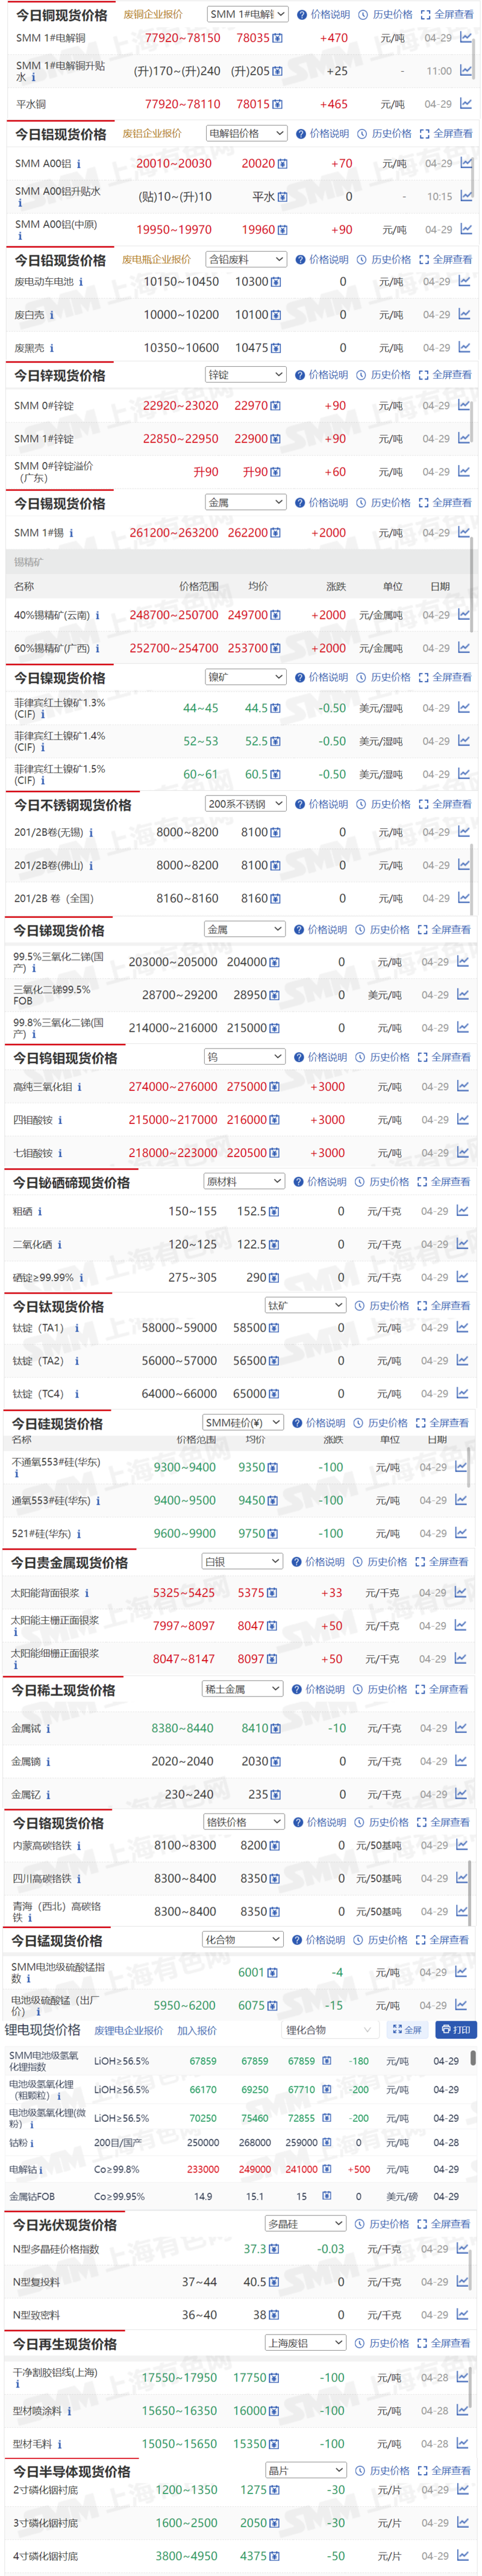 今日铜现货价格 废铜企业报价 SMM 1#电解铜 价格说明 历史价格 全屏查看
SMM 1#电解铜 77920~78150 78035 +470 元/吨 04-29
SMM 1#电解铜升贴水 (升)170~(升)240 (升)205 +25 - 11:00
平水铜 77920~78110 78015 +465 元/吨 04-29
今日铝现货价格 废铝企业报价 电解铝价格 价格说明 历史价格 全屏查看
SMM A00铝 20010~20030 20020 +70 元/吨 04-29
SMM A00铝升贴水 (贴)10~(升)10 平水 0 - 10:15
SMM A00铝(中原) 19950~19970 19960 +90 元/吨 04-29
今日铅现货价格 废电瓶企业报价 含铅废料 价格说明 历史价格 全屏查看
废电动车电池 10150~10450 10300 0 元/吨 04-29
废白壳 10000~10200 10100 0 元/吨 04-29
废黑壳 10350~10600 10475 0 元/吨 04-29
今日锌现货价格 锌锭 价格说明 历史价格 全屏查看
SMM 0#锌锭 22920~23020 22970 +90 元/吨 04-29
SMM 1#锌锭 22850~22950 22900 +90 元/吨 04-29
SMM 0#锌锭溢价（广东） 升90 升90 +60 元/吨 04-29
今日锡现货价格 金属 价格说明 历史价格 全屏查看
SMM 1#锡 261200~263200 262200 +2000 元/吨 04-29
锡精矿
名称 价格范围 均价 涨跌 单位 日期
40%锡精矿(云南) 248700~250700 249700 +2000 元/金属吨 04-29
60%锡精矿(广西) 252700~254700 253700 +2000 元/金属吨 04-29
今日镍现货价格 镍矿 价格说明 历史价格 全屏查看
菲律宾红土镍矿1.3%(CIF) 44~45 44.5 -0.50 美元/湿吨 04-29
菲律宾红土镍矿1.4%(CIF) 52~53 52.5 -0.50 美元/湿吨 04-29
菲律宾红土镍矿1.5%(CIF) 60~61 60.5 -0.50 美元/湿吨 04-29
今日不锈钢现货价格 200系不锈钢 价格说明 历史价格 全屏查看
201/2B卷(无锡) 8000~8200 8100 0 元/吨 04-29
201/2B卷(佛山) 8000~8200 8100 0 元/吨 04-29
201/2B 卷（全国） 8160~8160 8160 0 元/吨 04-29
今日锑现货价格 金属 价格说明 历史价格 全屏查看
99.5%三氧化二锑(国产) 203000~205000 204000 0 元/吨 04-29
三氧化二锑99.5% FOB 28700~29200 28950 0 美元/吨 04-29
99.8%三氧化二锑(国产) 214000~216000 215000 0 元/吨 04-29
今日钨钼现货价格 钨 价格说明 历史价格 全屏查看
高纯三氧化钼 274000~276000 275000 +3000 元/吨 04-29
四钼酸铵 215000~217000 216000 +3000 元/吨 04-29
七钼酸铵 218000~223000 220500 +3000 元/吨 04-29
今日铋硒碲现货价格 原材料 价格说明 历史价格 全屏查看
粗硒 150~155 152.5 0 元/千克 04-29
二氧化硒 120~125 122.5 0 元/千克 04-29
硒锭≥99.99% 275~305 290 0 元/千克 04-29
今日钛现货价格 钛矿 历史价格 全屏查看
钛锭（TA1） 58000~59000 58500 0 元/吨 04-29
钛锭（TA2） 56000~57000 56500 0 元/吨 04-29
钛锭（TC4） 64000~66000 65000 0 元/吨 04-29
今日硅现货价格 SMM硅价(¥) 价格说明 历史价格 全屏查看
名称 价格范围 均价 涨跌 单位 日期
不通氧553#硅(华东) 9300~9400 9350 -100 元/吨 04-29
通氧553#硅(华东) 9400~9500 9450 -100 元/吨 04-29
521#硅(华东) 9600~9900 9750 -100 元/吨 04-29
今日贵金属现货价格 白银 价格说明 历史价格 全屏查看
太阳能背面银浆 5325~5425 5375 +33 元/千克 04-29
太阳能主栅正面银浆 7997~8097 8047 +50 元/千克 04-29
太阳能细栅正面银浆 8047~8147 8097 +50 元/千克 04-29
今日稀土现货价格 稀土金属 价格说明 历史价格 全屏查看
金属铽 8380~8440 8410 -10 元/千克 04-29
金属镝 2020~2040 2030 0 元/千克 04-29
金属钇 230~240 235 0 元/千克 04-29
今日铬现货价格 铬铁价格 价格说明 历史价格 全屏查看
内蒙高碳铬铁 8100~8300 8200 0 元/50基吨 04-29
四川高碳铬铁 8300~8400 8350 0 元/50基吨 04-29
青海（西北）高碳铬铁 8300~8400 8350 0 元/50基吨 04-29
今日锰现货价格 化合物 价格说明 历史价格 全屏查看
SMM电池级硫酸锰指数 6001 -4 元/吨 04-29
电池级硫酸锰（出厂价） 5950~6200 6075 -15 元/吨 04-29
锂电现货价格 废锂电企业报价 加入报价 锂化合物 全屏 打印
SMM电池级氢氧化锂指数 LiOH≥56.5% 67859 67859 67859 -180 元/吨 04-29
电池级氢氧化锂（粗颗粒） LiOH≥56.5% 66170 69250 67710 -200 元/吨 04-29
电池级氢氧化锂(微粉) LiOH≥56.5% 70250 75460 72855 -200 元/吨 04-29
钴粉 200目/国产 250000 268000 259000 0 元/吨 04-28
电解钴 Co≥99.8% 233000 249000 241000 +500 元/吨 04-29
金属钴FOB Co≥99.95% 14.9 15.1 15 0 美元/磅 04-29
今日光伏现货价格 多晶硅 历史价格 全屏查看
N型多晶硅价格指数 37.3 -0.03 元/千克 04-29
N型复投料 37~44 40.5 0 元/千克 04-29
N型致密料 36~40 38 0 元/千克 04-29
今日再生现货价格 上海废铝 历史价格 全屏查看
干净割胶铝线(上海) 17550~17950 17750 -100 元/吨 04-28
型材喷涂料 15650~16350 16000 -100 元/吨 04-28
型材毛料 15050~15650 15350 -100 元/吨 04-28
今日半导体现货价格 晶片 历史价格 全屏查看
2寸磷化铟衬底 1200~1350 1275 -30 元/片 04-29
3寸磷化铟衬底 1600~2500 2050 -30 元/片 04-29
4寸磷化铟衬底 3800~4950 4375 -50 元/片 04-29